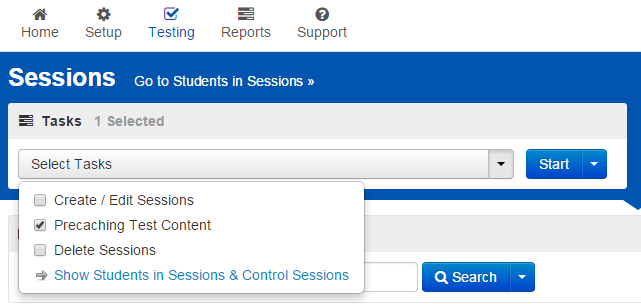 Home Setup Testing Reports Support
Sessions Go to Students in Sessions »
Tasks 1 Selected
Select Tasks Start
Create / Edit Sessions
Precaching Test Content
Delete Sessions
Show Students in Sessions & Control Sessions
Search